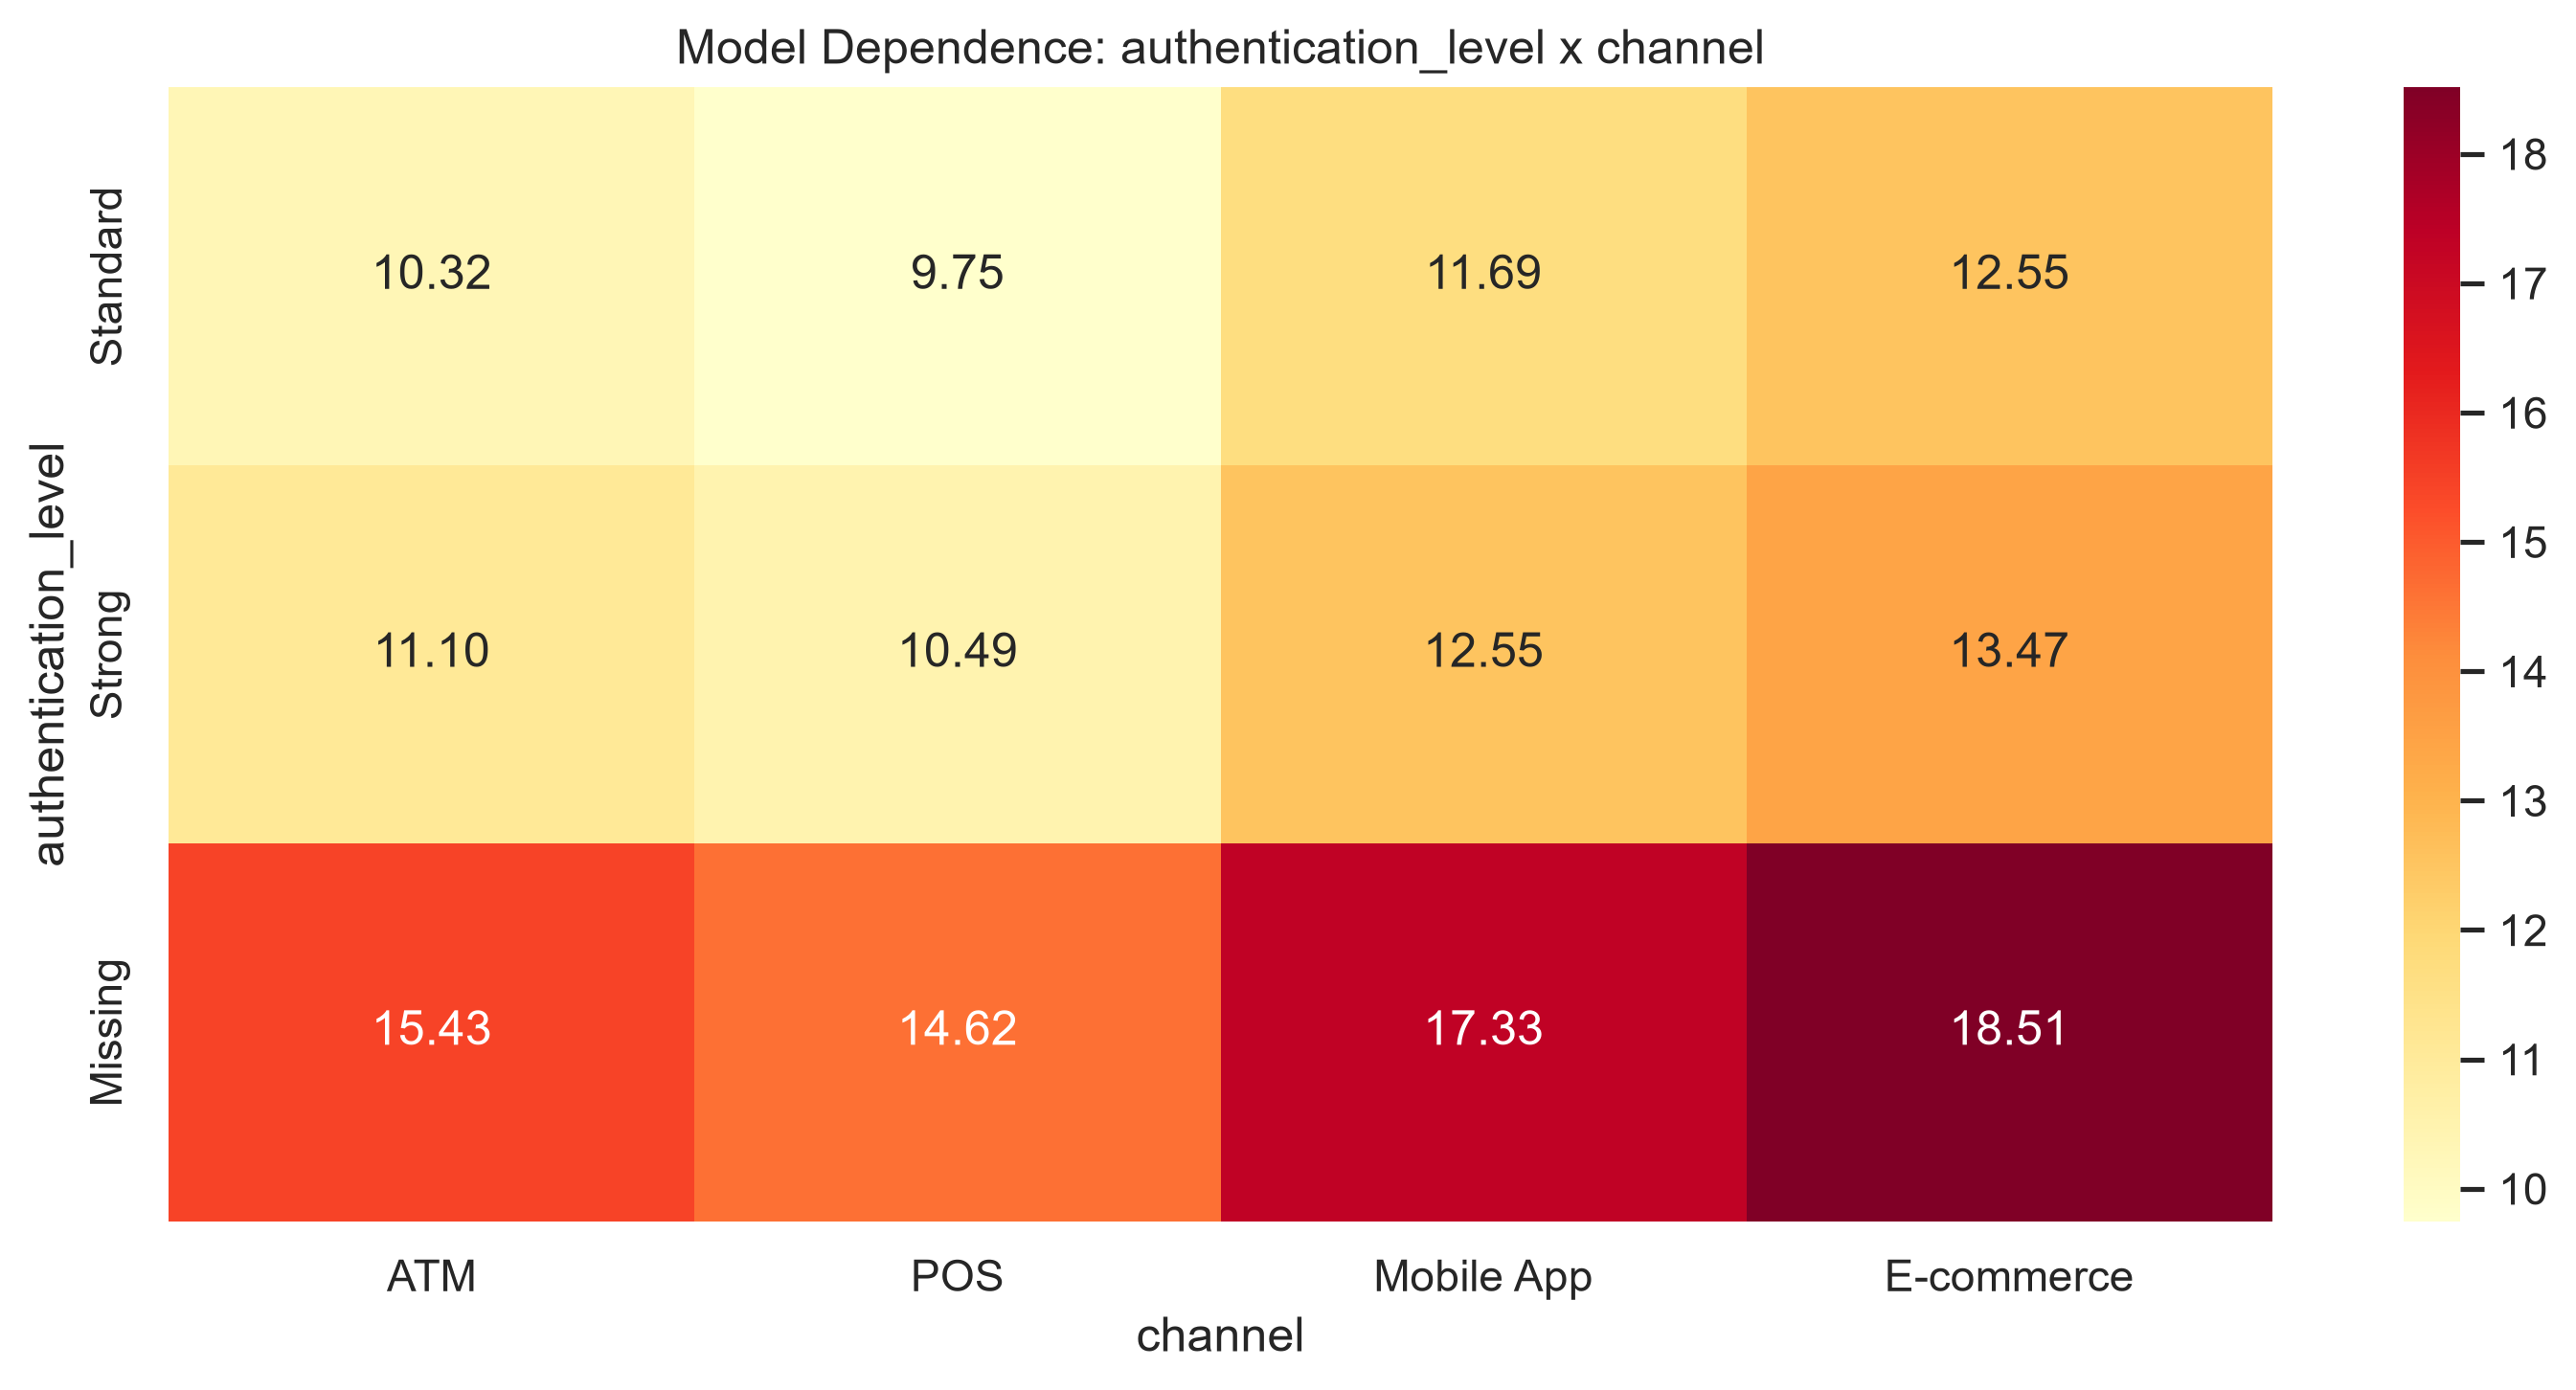 Model Dependence: authentication_level x channel
authentication_level
Standard
10.32 9.75 11.69 12.55
Strong
11.10 10.49 12.55 13.47
Missing
15.43 14.62 17.33 18.51
ATM POS Mobile App E-commerce
channel
18
17
16
15
14
13
12
11
10